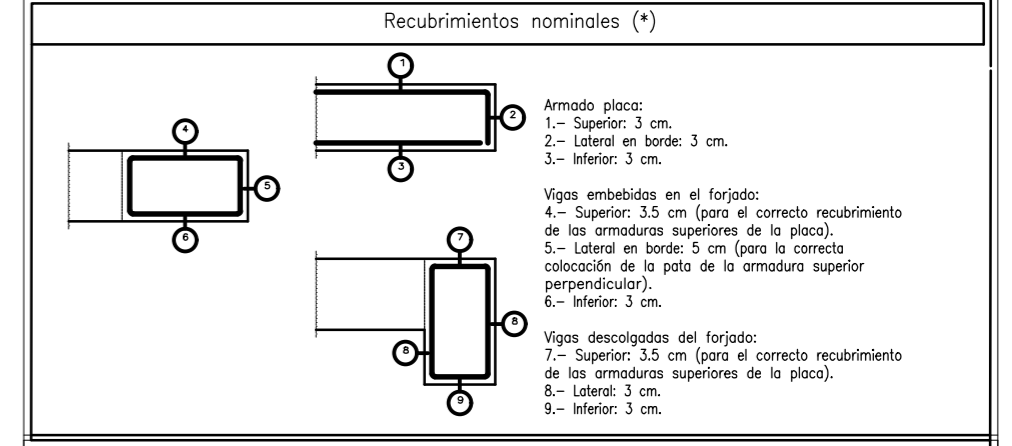 Recubrimientos nominales (*)
1
2
3
4
5
6
7
8
8
9
Armado placa:
1.– Superior: 3 cm.
2.– Lateral en borde: 3 cm.
3.– Inferior: 3 cm.
Vigas embebidas en el forjado:
4.– Superior: 3.5 cm (para el correcto recubrimiento
de las armaduras superiores de la placa).
5.– Lateral en borde: 5 cm (para la correcta
colocación de la pata de la armadura superior
perpendicular).
6.– Inferior: 3 cm.
Vigas descolgadas del forjado:
7.– Superior: 3.5 cm (para el correcto recubrimiento
de las armaduras superiores de la placa).
8.– Lateral: 3 cm.
9.– Inferior: 3 cm.